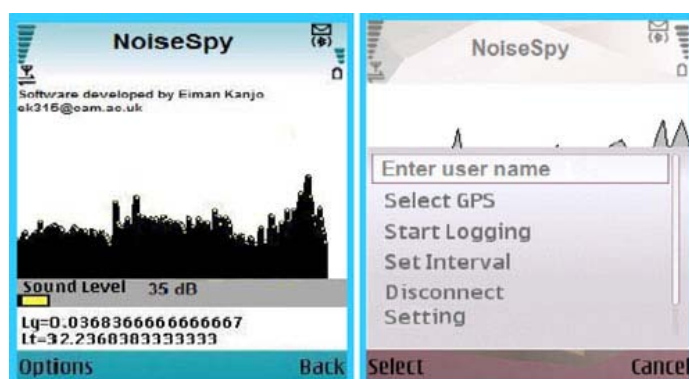 NoiseSpy
Software developed by Eiman Kanjo
ek315@cam.ac.uk
Sound Level 35 dB
Lq=0.0368366666666667
Lt=32.2368383333333
Options Back
NoiseSpy
Enter user name
Select GPS
Start Logging
Set Interval
Disconnect
Setting
Select Cancel